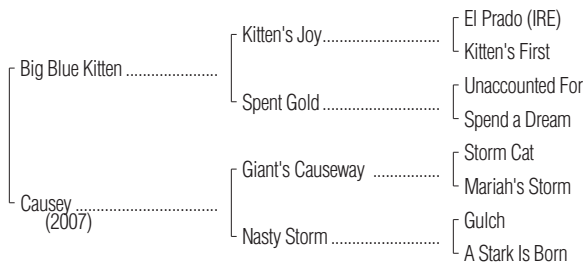 El Prado (IRE)
Kitten's Joy
Kitten's First
Big Blue Kitten
Unaccounted For
Spent Gold
Spend a Dream
Storm Cat
Giant's Causeway
Mariah's Storm
Causey
(2007)
Gulch
Nasty Storm
A Stark Is Born